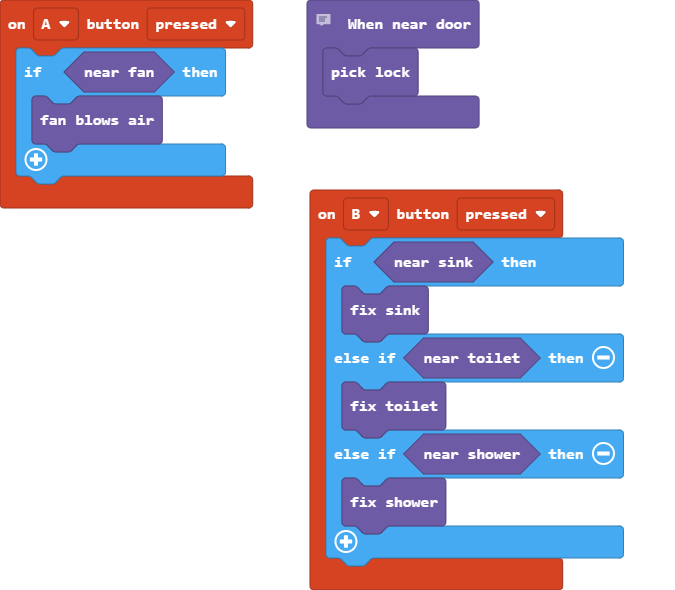 on A button pressed
if near fan then
fan blows air
When near door
pick lock
on B button pressed
if near sink then
fix sink
else if near toilet then
fix toilet
else if near shower then
fix shower